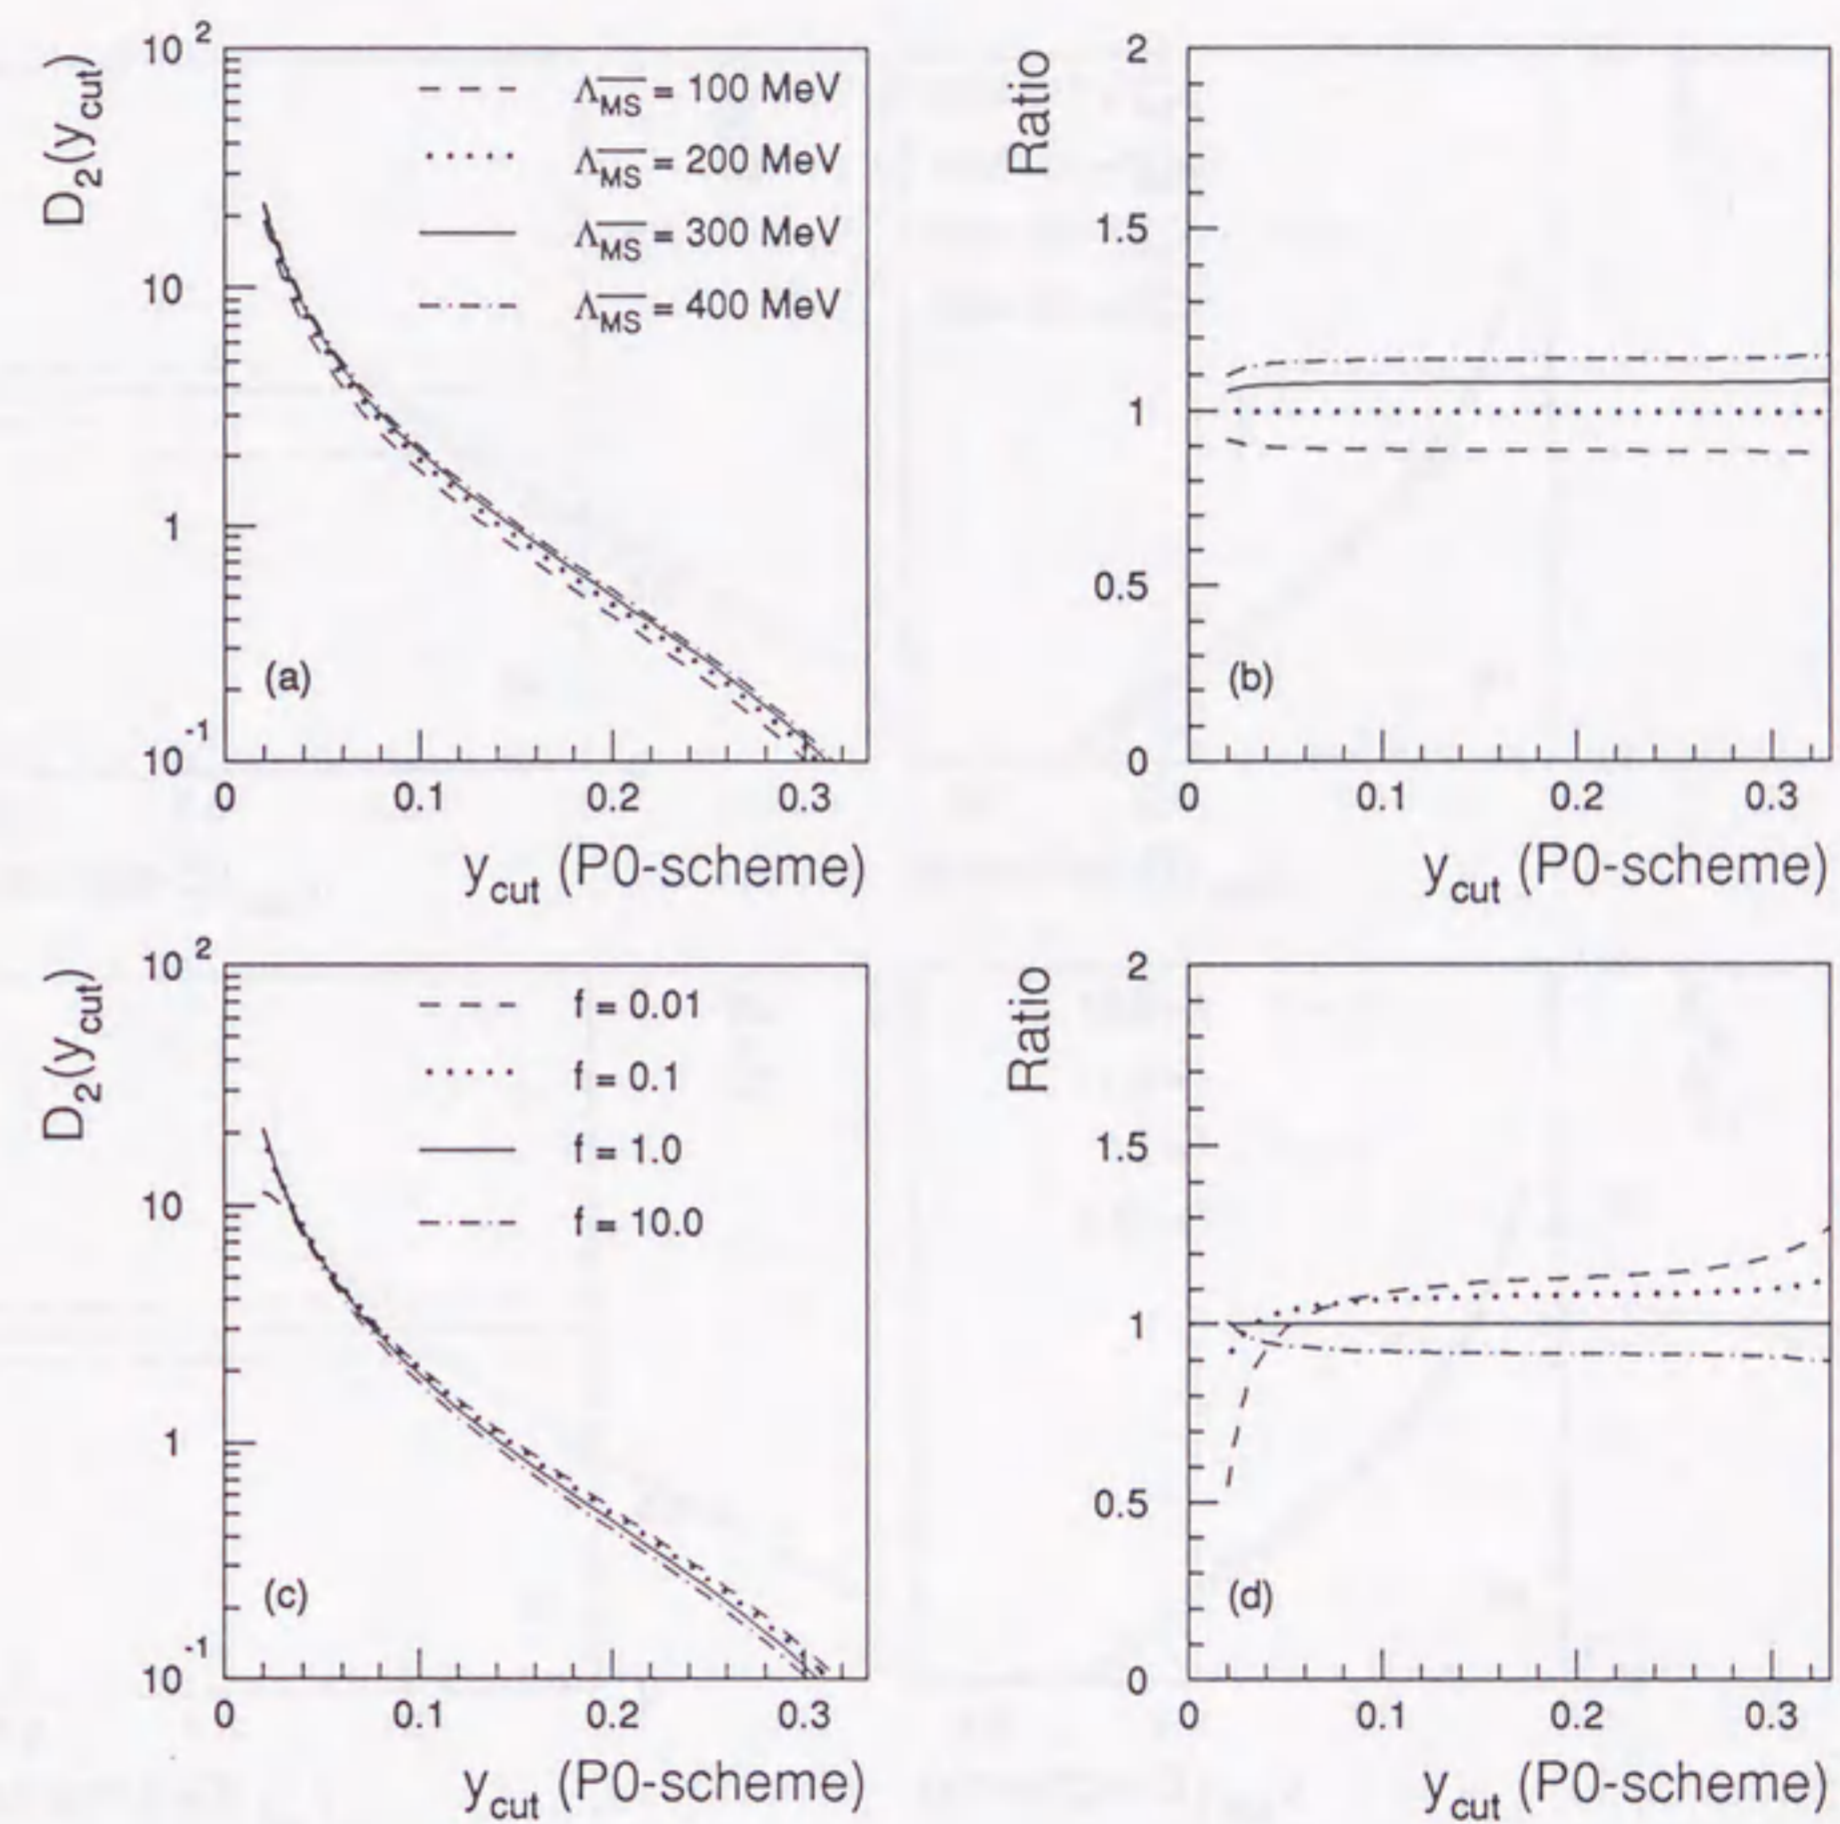 D₂(y_cut)
10²
10
1
10⁻¹
0 0.1 0.2 0.3
y_cut (P0-scheme)
Λ_M̅S̅ = 100 MeV
Λ_M̅S̅ = 200 MeV
Λ_M̅S̅ = 300 MeV
Λ_M̅S̅ = 400 MeV
(a)
Ratio
2
1.5
1
0.5
0
0 0.1 0.2 0.3
y_cut (P0-scheme)
(b)
D₂(y_cut)
10²
10
1
10⁻¹
0 0.1 0.2 0.3
y_cut (P0-scheme)
f = 0.01
f = 0.1
f = 1.0
f = 10.0
(c)
Ratio
2
1.5
1
0.5
0
0 0.1 0.2 0.3
y_cut (P0-scheme)
(d)